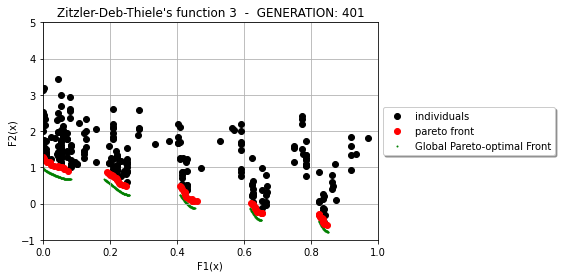 Zitzler-Deb-Thiele's function 3 - GENERATION: 401
5
4
3
2
1
0
−1
F2(x)
0.0 0.2 0.4 0.6 0.8 1.0
F1(x)
individuals
pareto front
Global Pareto-optimal Front